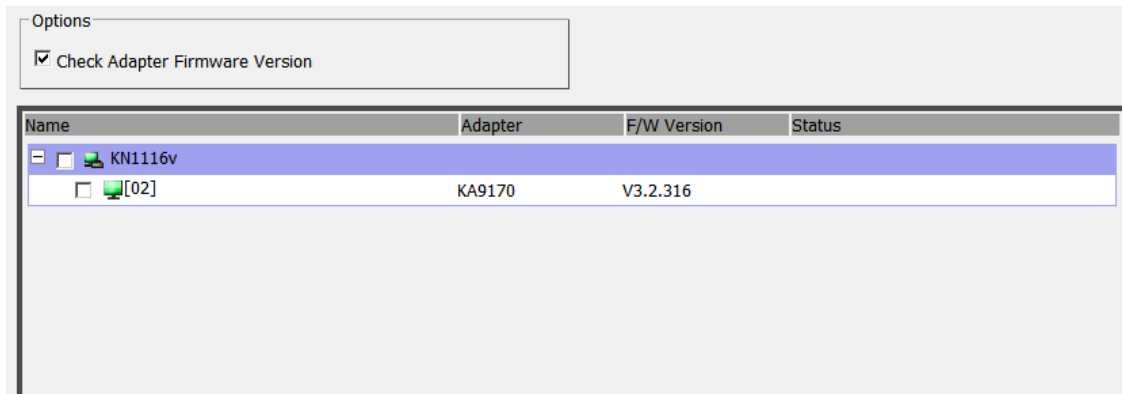 Options
Check Adapter Firmware Version
Name Adapter F/W Version Status
KN1116v
[02] KA9170 V3.2.316